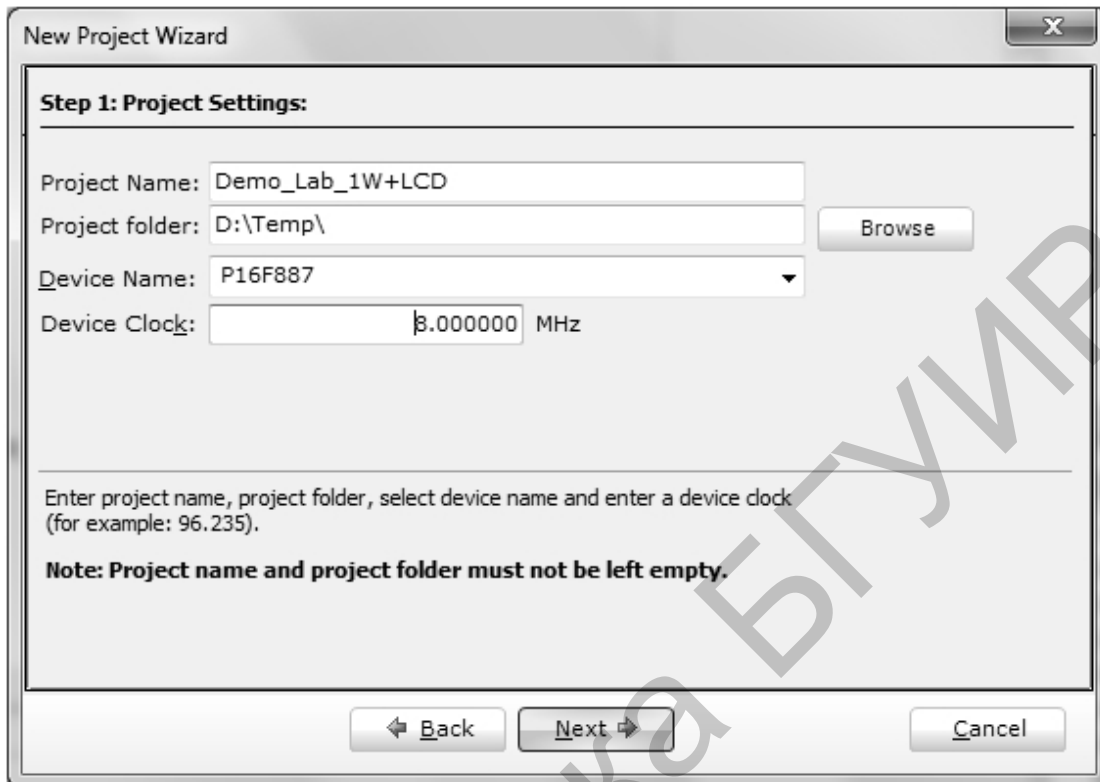 New Project Wizard
X
Step 1: Project Settings:
Project Name: Demo_Lab_1W+LCD
Project folder: D:\Temp\ Browse
Device Name: P16F887
Device Clock: 8.000000 MHz
Enter project name, project folder, select device name and enter a device clock
(for example: 96.235).
Note: Project name and project folder must not be left empty.
Back Next Cancel
ка БГУИР